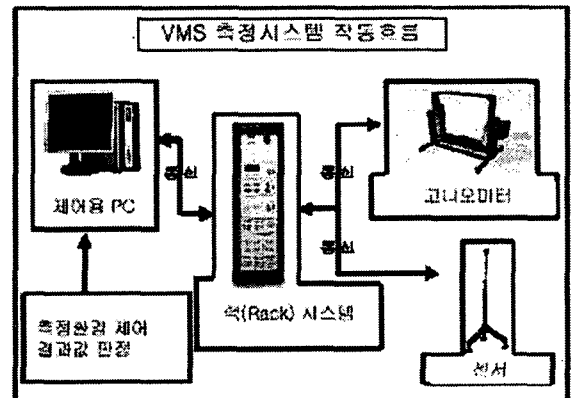 VMS 측정시스템 작동흐름
제어용 PC
통신
통신
고니오미터
통신
랙(Rack) 시스템
측정환경 제어
결과값 판정
센서